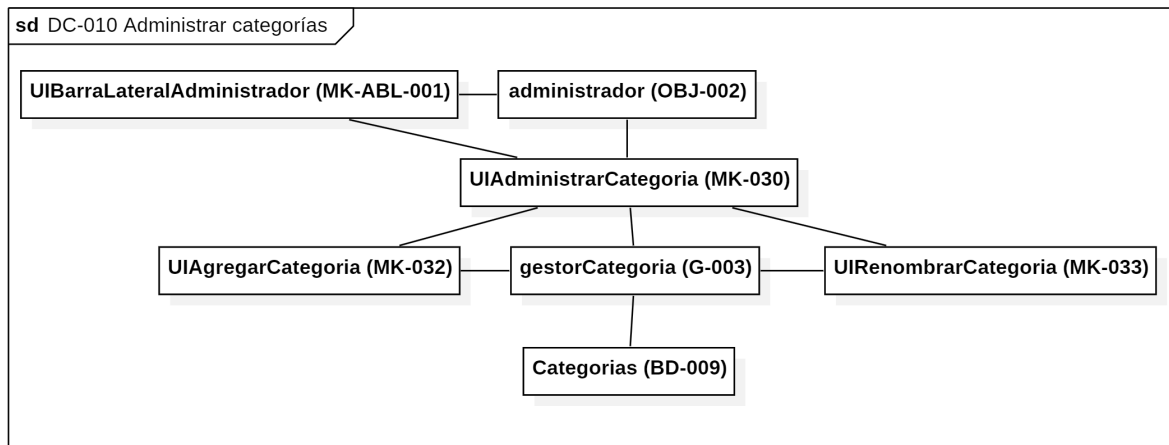 sd DC-010 Administrar categorías
UIBarraLateralAdministrador (MK-ABL-001)
administrador (OBJ-002)
UIAdministrarCategoria (MK-030)
UIAgregarCategoria (MK-032)
gestorCategoria (G-003)
UIRenombrarCategoria (MK-033)
Categorias (BD-009)